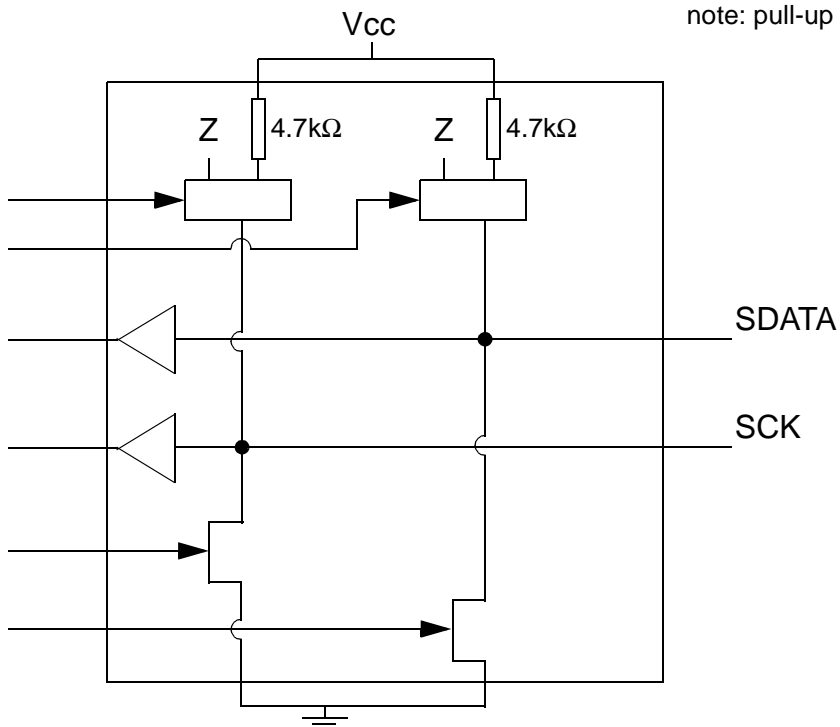 note: pull-up
Vcc
Z
4.7kΩ
Z
4.7kΩ
SDATA
SCK